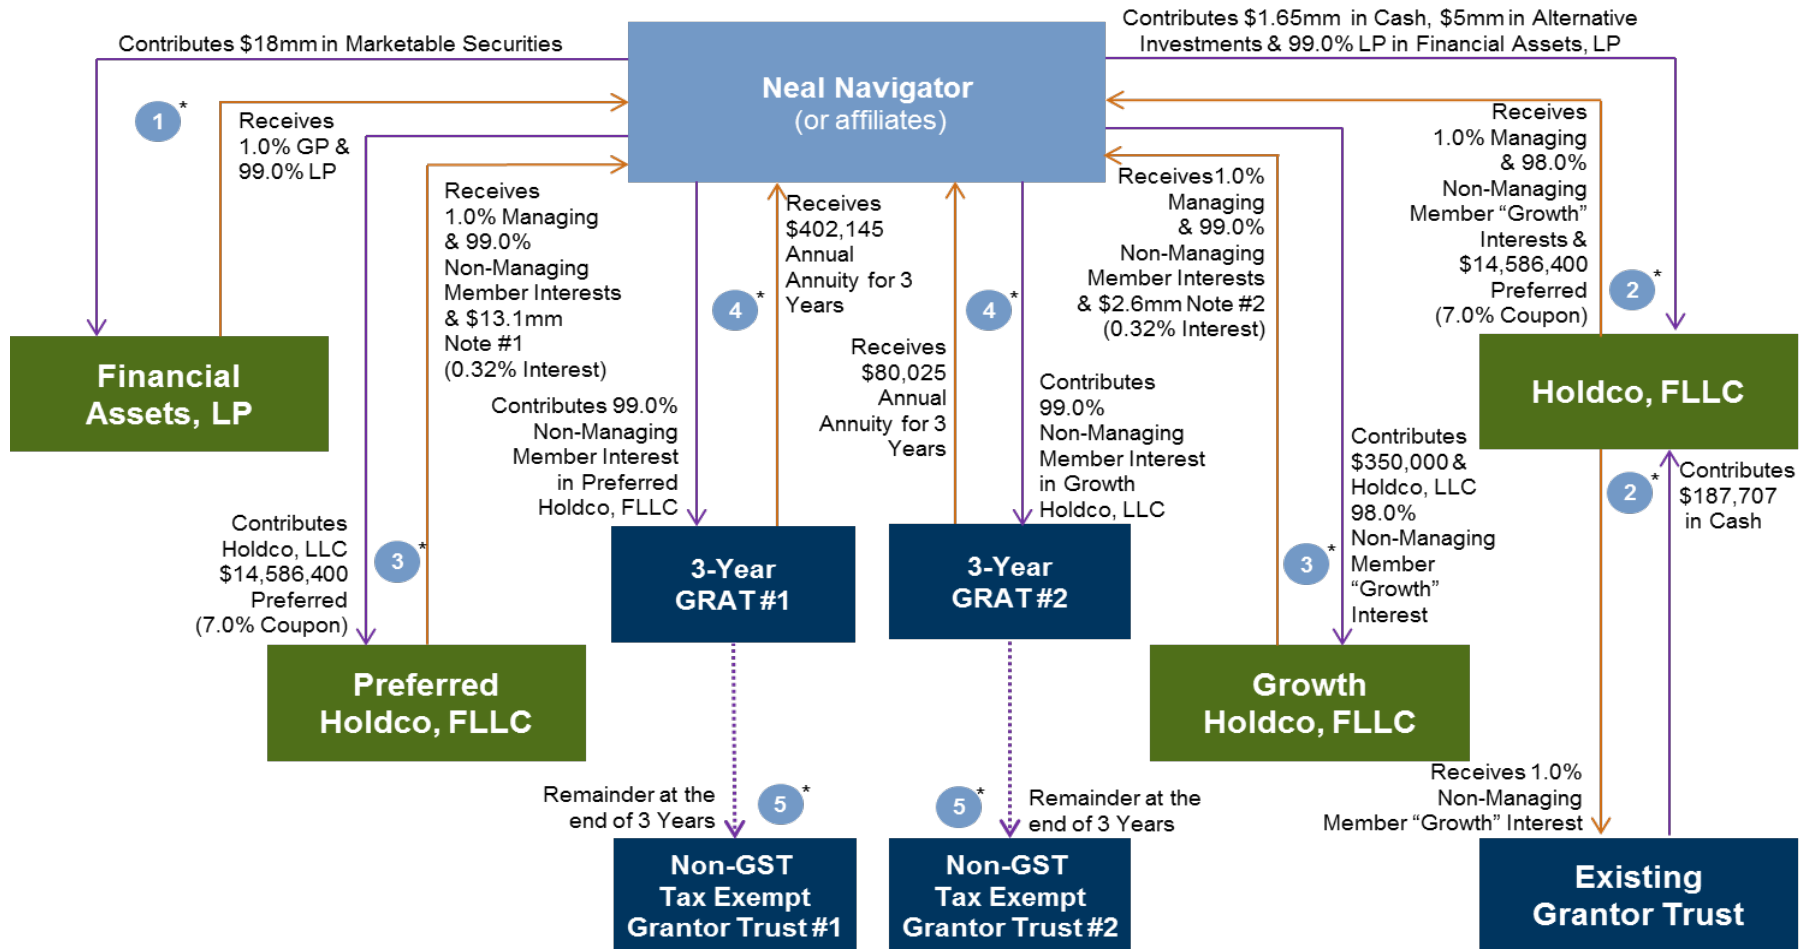 Contributes $18mm in Marketable Securities
Neal Navigator
(or affiliates)
Contributes $1.65mm in Cash, $5mm in Alternative
Investments & 99.0% LP in Financial Assets, LP
1*
Receives
1.0% GP &
99.0% LP
Receives
1.0% Managing
& 99.0%
Non-Managing
Member Interests
& $13.1mm
Note #1
(0.32% Interest)
4*
Receives
$402,145
Annual
Annuity for 3
Years
4*
Receives
$80,025
Annual
Annuity for 3
Years
Receives1.0%
Managing
& 99.0%
Non-Managing
Member Interests
& $2.6mm Note #2
(0.32% Interest)
Receives
1.0% Managing
& 98.0%
Non-Managing
Member “Growth”
Interests &
$14,586,400
Preferred
(7.0% Coupon)
2*
Financial
Assets, LP
Holdco, FLLC
Contributes 99.0%
Non-Managing
Member Interest
in Preferred
Holdco, FLLC
Contributes
99.0%
Non-Managing
Member Interest
in Growth
Holdco, LLC
Contributes
$350,000 &
Holdco, LLC
98.0%
Non-Managing
Member
“Growth”
Interest
2*
Contributes
$187,707
in Cash
Contributes
Holdco, LLC
$14,586,400
Preferred
(7.0% Coupon)
3*
3-Year
GRAT #1
3-Year
GRAT #2
3*
Preferred
Holdco, FLLC
Growth
Holdco, FLLC
Remainder at the
end of 3 Years
5*
5*
Remainder at the
end of 3 Years
Receives 1.0%
Non-Managing
Member “Growth” Interest
Non-GST
Tax Exempt
Grantor Trust #1
Non-GST
Tax Exempt
Grantor Trust #2
Existing
Grantor Trust